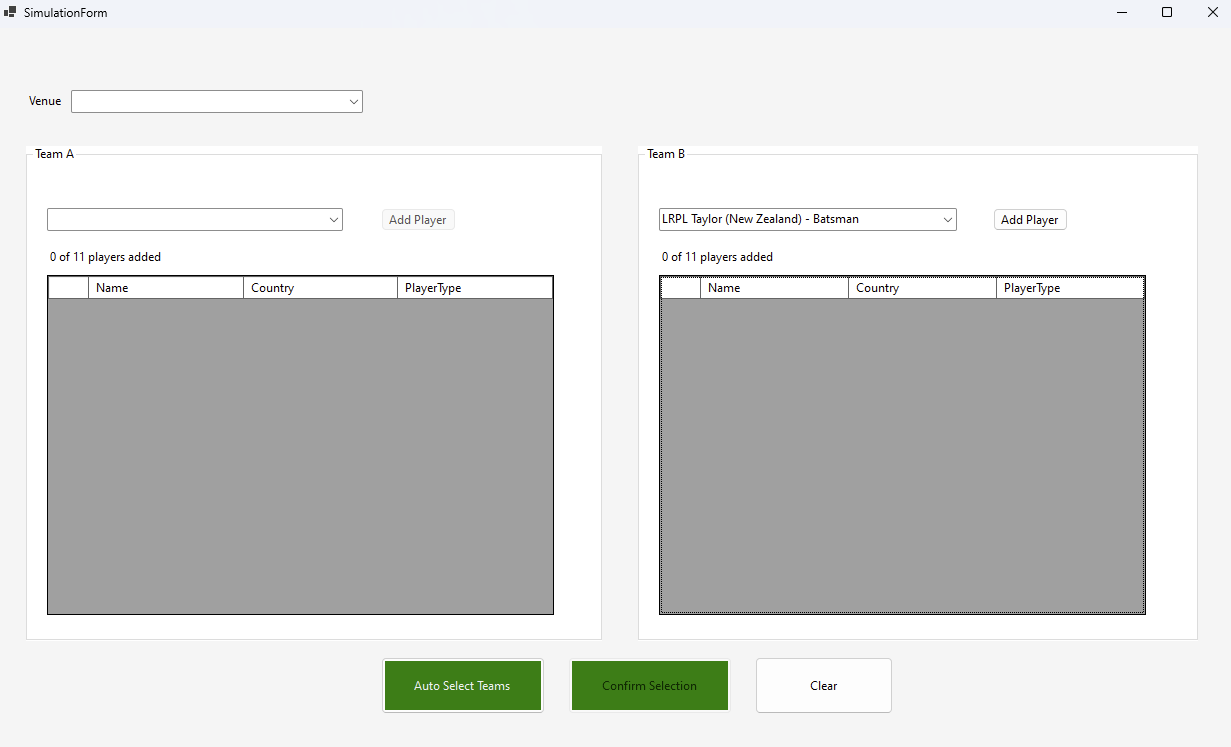 SimulationForm
Venue
Team A
Team B
Add Player
LRPL Taylor (New Zealand) - Batsman
Add Player
0 of 11 players added
0 of 11 players added
Name Country PlayerType
Name Country PlayerType
Auto Select Teams
Confirm Selection
Clear